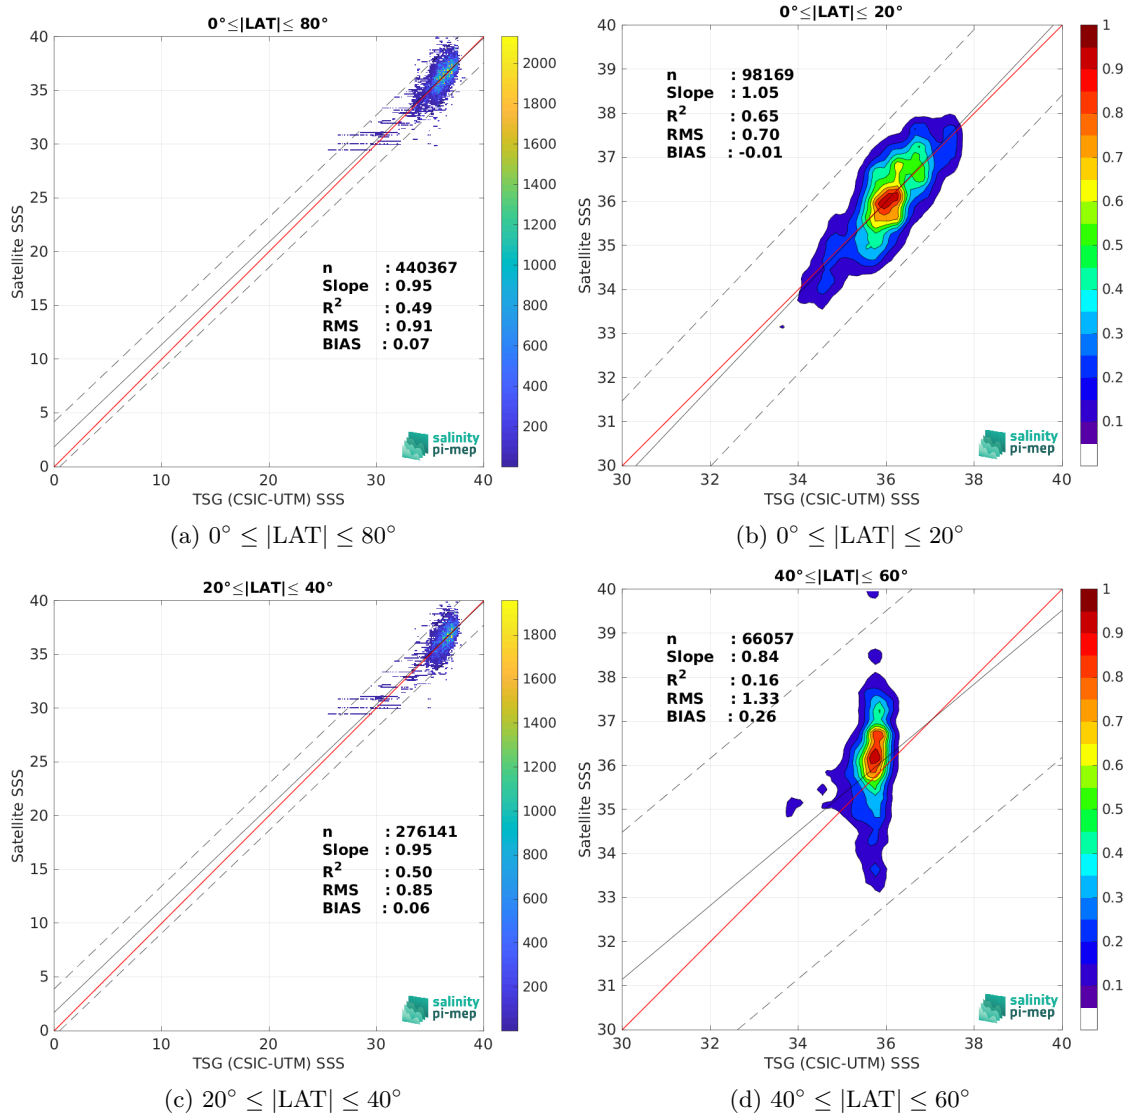 0°≤|LAT|≤ 80°
40
35
30
25
20
15
10
5
0
Satellite SSS
n : 440367
Slope : 0.95
R² : 0.49
RMS : 0.91
BIAS : 0.07
salinity
pi-mep
0 10 20 30 40
TSG (CSIC-UTM) SSS
2000
1800
1600
1400
1200
1000
800
600
400
200
(a) 0° ≤ |LAT| ≤ 80°
0°≤|LAT|≤ 20°
40
39
38
37
36
35
34
33
32
31
30
Satellite SSS
n : 98169
Slope : 1.05
R² : 0.65
RMS : 0.70
BIAS : -0.01
salinity
pi-mep
30 32 34 36 38 40
TSG (CSIC-UTM) SSS
1
0.9
0.8
0.7
0.6
0.5
0.4
0.3
0.2
0.1
(b) 0° ≤ |LAT| ≤ 20°
20°≤|LAT|≤ 40°
40
35
30
25
20
15
10
5
0
Satellite SSS
n : 276141
Slope : 0.95
R² : 0.50
RMS : 0.85
BIAS : 0.06
salinity
pi-mep
0 10 20 30 40
TSG (CSIC-UTM) SSS
1800
1600
1400
1200
1000
800
600
400
200
(c) 20° ≤ |LAT| ≤ 40°
40°≤|LAT|≤ 60°
40
39
38
37
36
35
34
33
32
31
30
Satellite SSS
n : 66057
Slope : 0.84
R² : 0.16
RMS : 1.33
BIAS : 0.26
salinity
pi-mep
30 32 34 36 38 40
TSG (CSIC-UTM) SSS
1
0.9
0.8
0.7
0.6
0.5
0.4
0.3
0.2
0.1
(d) 40° ≤ |LAT| ≤ 60°